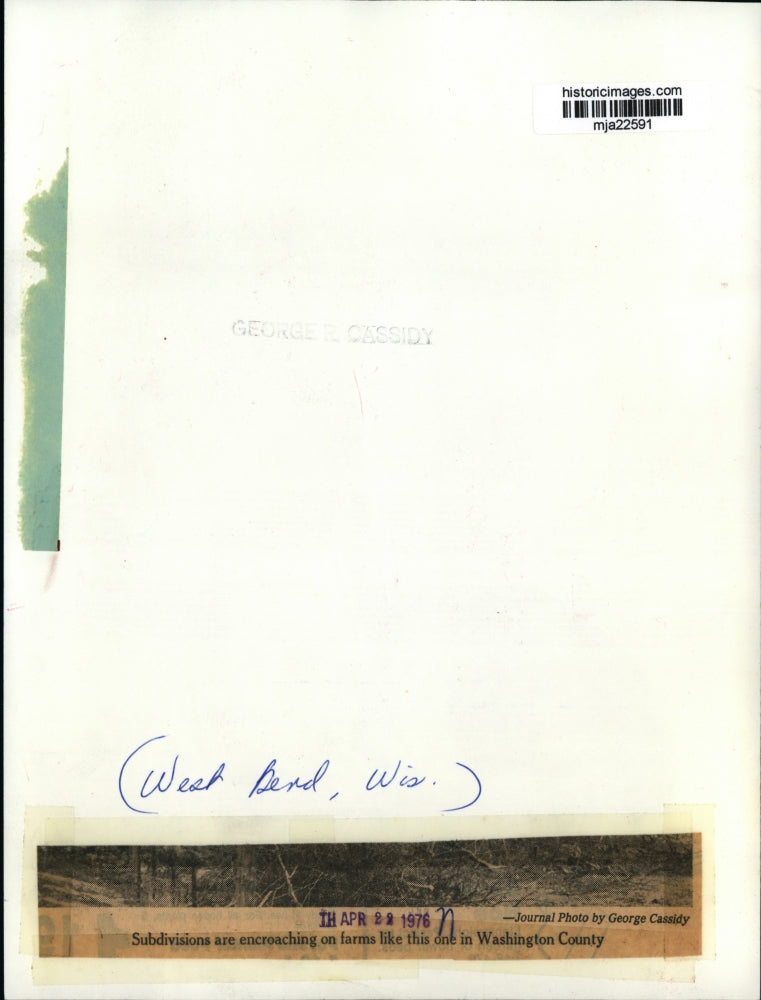 historicimages.com
mja22591
GEORGE R. CASSIDY
(West Bend, Wis.)
TH APR 22 1976 n
—Journal Photo by George Cassidy
Subdivisions are encroaching on farms like this one in Washington County